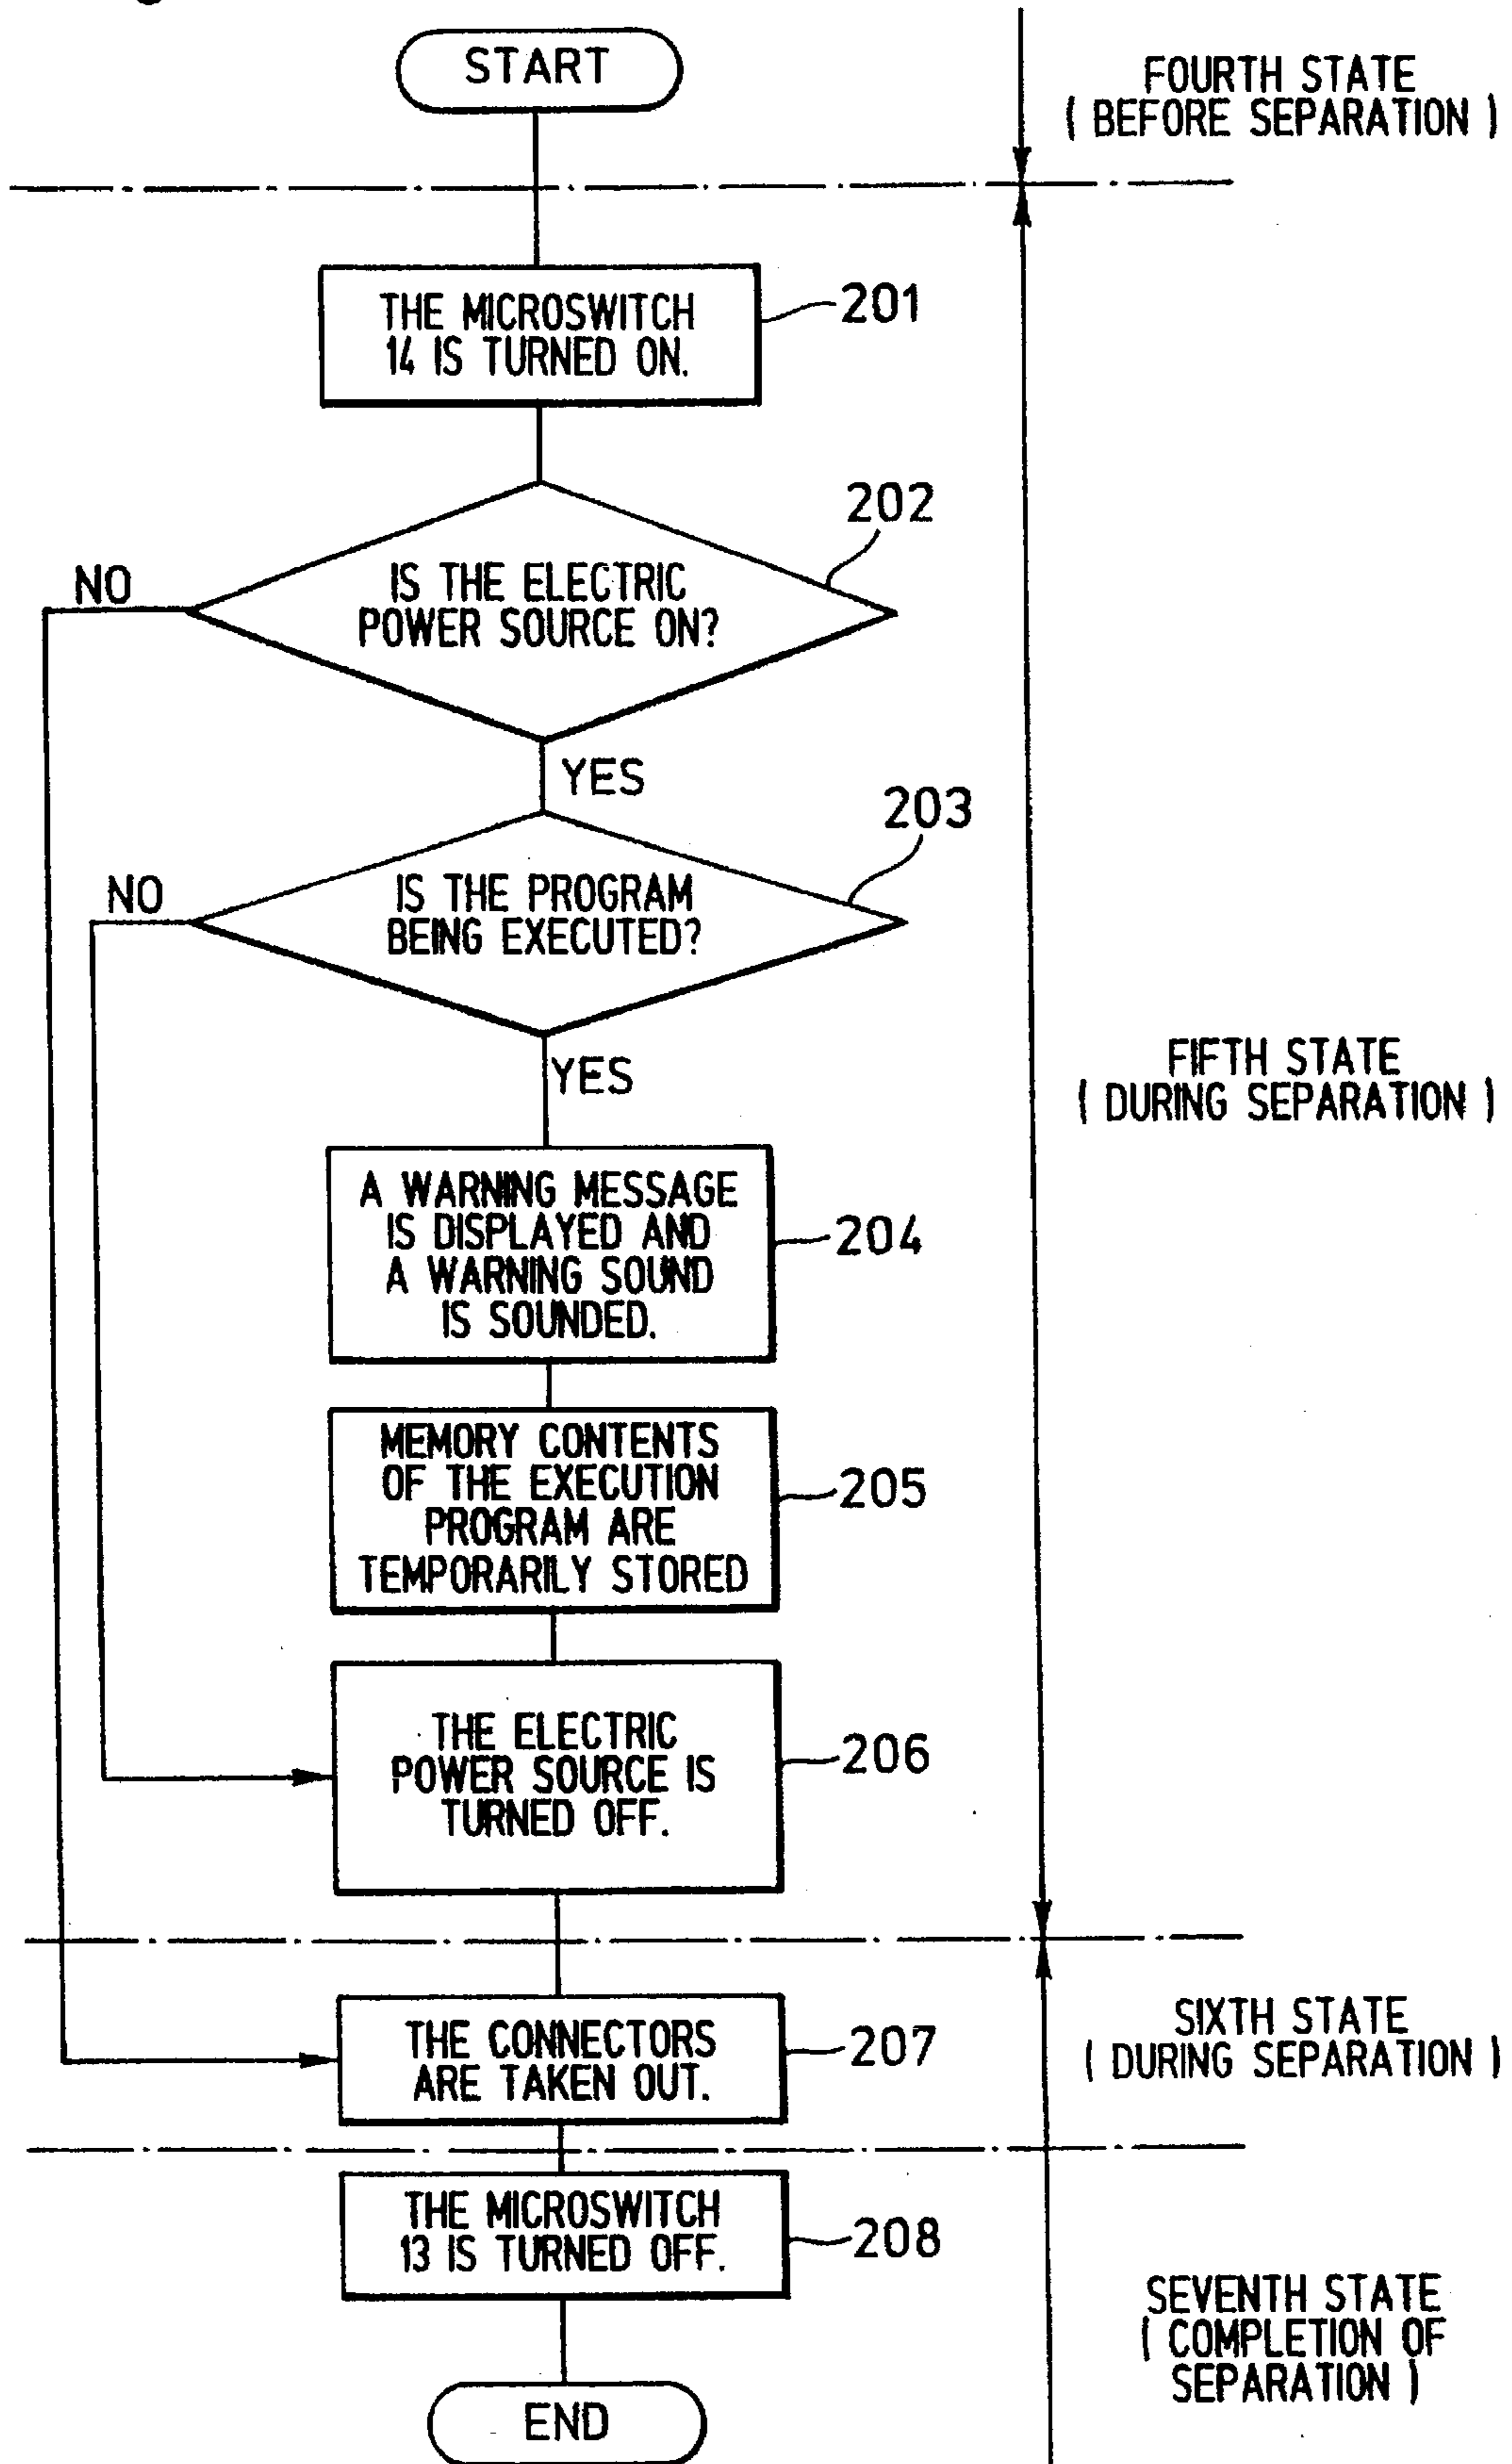 START
FOURTH STATE
( BEFORE SEPARATION )
THE MICROSWITCH
14 IS TURNED ON.
201
202
NO
IS THE ELECTRIC
POWER SOURCE ON?
YES
203
NO
IS THE PROGRAM
BEING EXECUTED?
YES
FIFTH STATE
( DURING SEPARATION )
A WARNING MESSAGE
IS DISPLAYED AND
A WARNING SOUND
IS SOUNDED.
204
MEMORY CONTENTS
OF THE EXECUTION
PROGRAM ARE
TEMPORARILY STORED
205
THE ELECTRIC
POWER SOURCE IS
TURNED OFF.
206
THE CONNECTORS
ARE TAKEN OUT.
207
SIXTH STATE
( DURING SEPARATION )
THE MICROSWITCH
13 IS TURNED OFF.
208
SEVENTH STATE
( COMPLETION OF
SEPARATION )
END